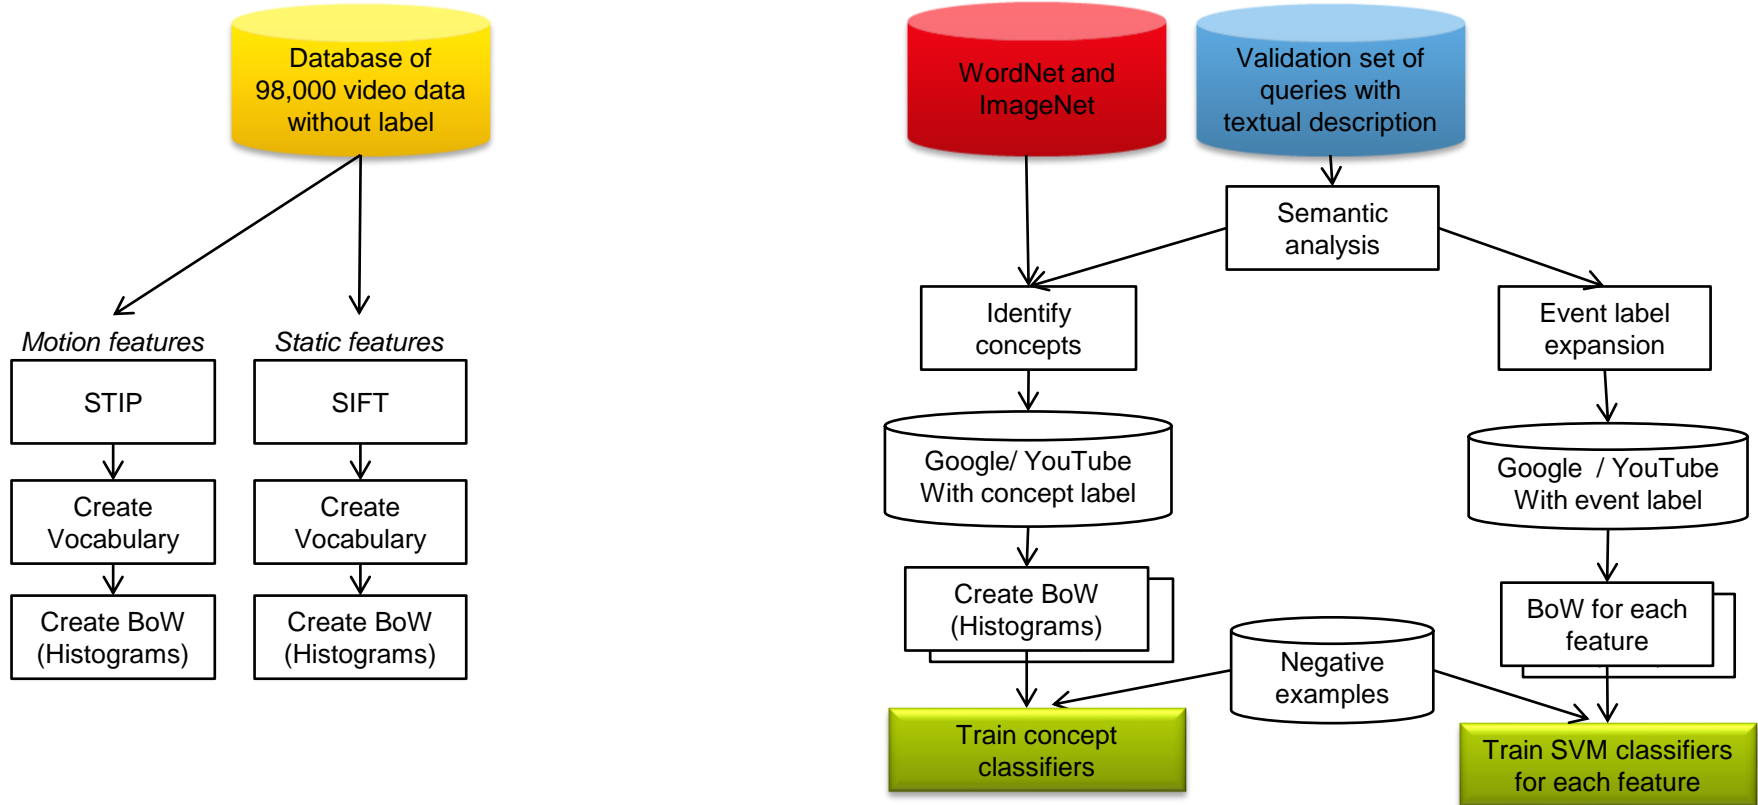 Database of
98,000 video data
without label
WordNet and
ImageNet
Validation set of
queries with
textual description
Semantic
analysis
Motion features
Static features
STIP
SIFT
Create
Vocabulary
Create
Vocabulary
Create BoW
(Histograms)
Create BoW
(Histograms)
Identify
concepts
Event label
expansion
Google/ YouTube
With concept label
Google / YouTube
With event label
Create BoW
(Histograms)
BoW for each
feature
Negative
examples
Train concept
classifiers
Train SVM classifiers
for each feature